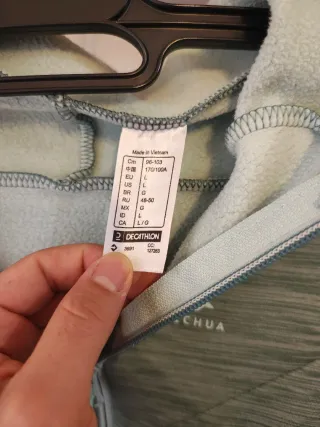 Made in Vietnam
Cm 96-103
中国 170/100A
EU L
US L
BR G
RU 48-50
MX G
ID L
CA L / G
DECATHLON
CC:
CHUA